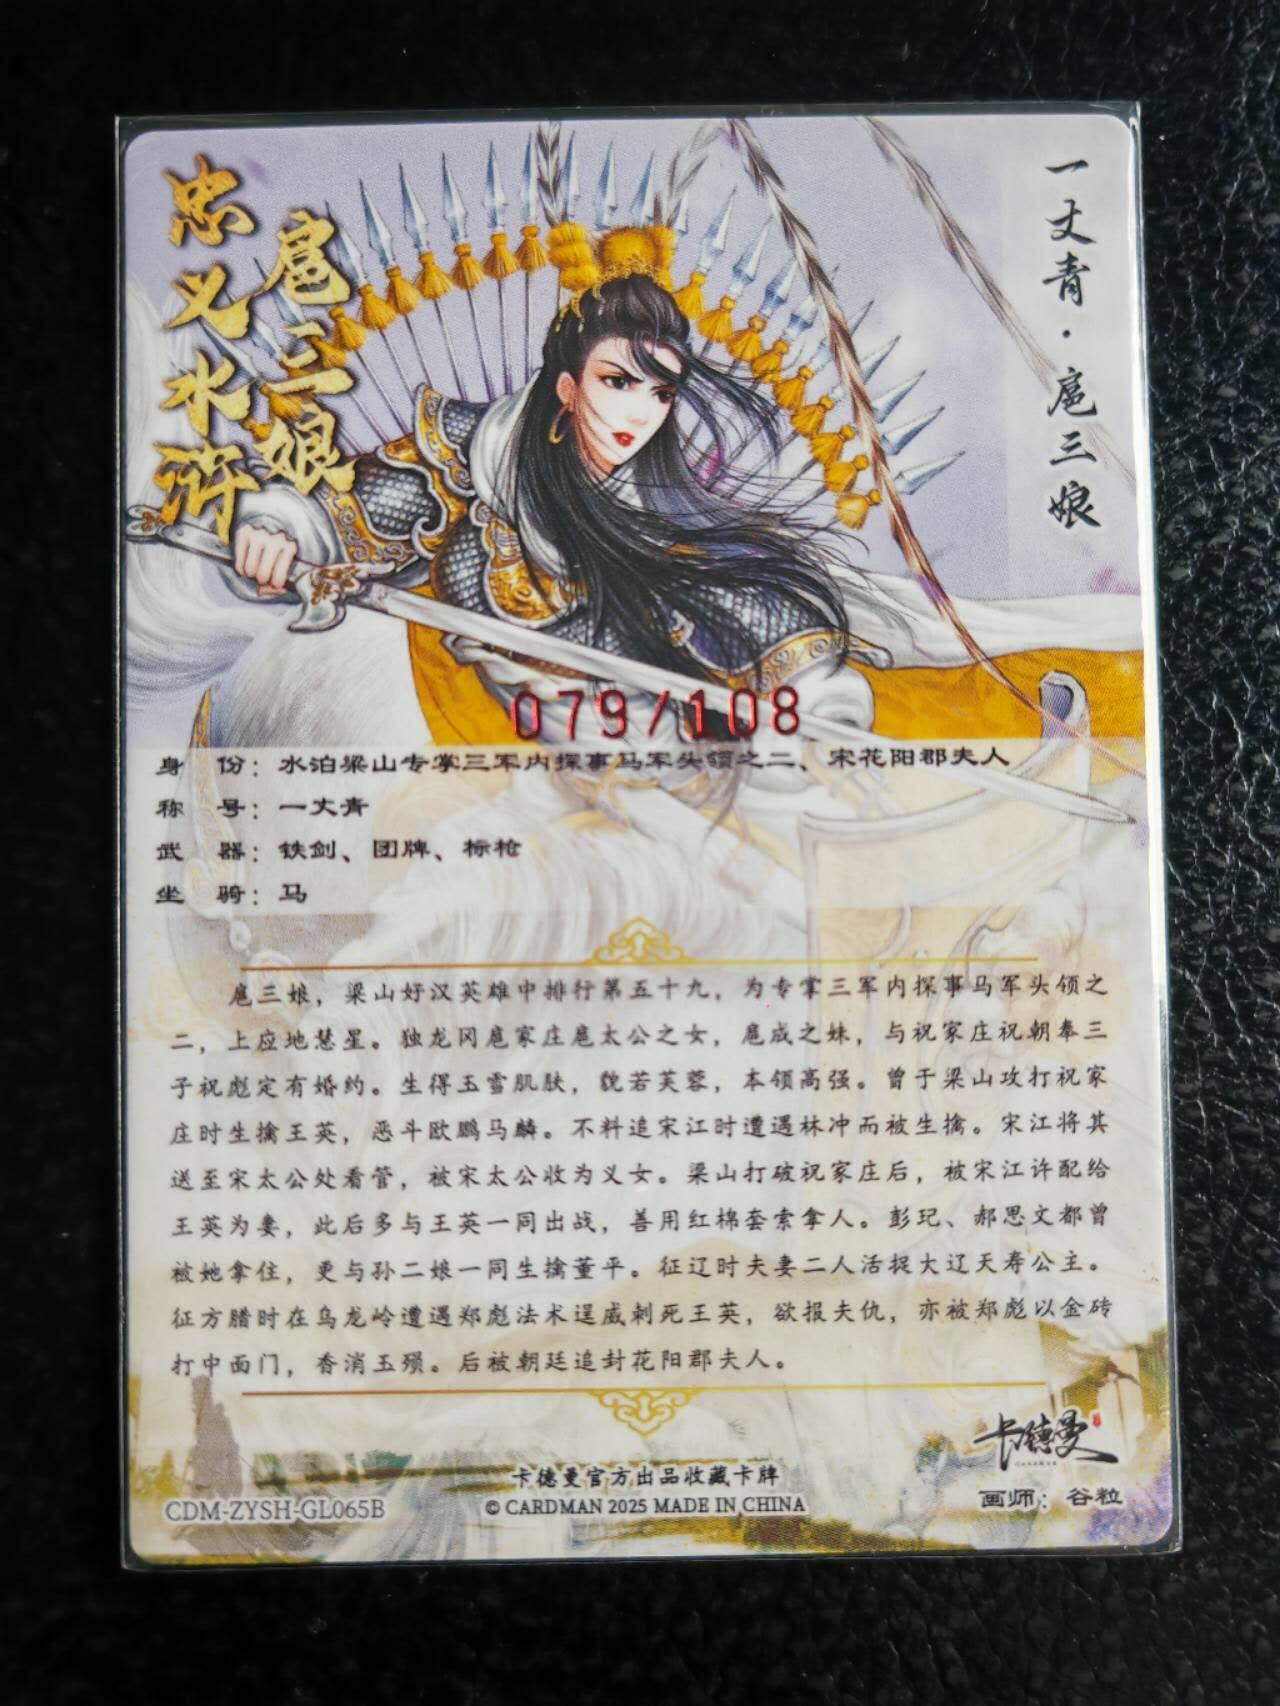 忠义水浒
扈三娘
一丈青·扈三娘
079/108
身 份：水泊梁山专掌三军内探事马军头领之二、宋花阳郡夫人
称 号：一丈青
武 器：铁剑、团牌、标枪
坐 骑：马
扈三娘，梁山好汉英雄中排行第五十九，为专掌三军内探事马军头领之
二，上应地慧星。独龙冈扈家庄扈太公之女，扈成之妹，与祝家庄祝朝奉三
子祝彪定有婚约。生得玉雪肌肤，貌若芙蓉，本领高强。曾于梁山攻打祝家
庄时生擒王英，恶斗欧鹏马麟。不料追宋江时遭遇林冲而被生擒。宋江将其
送至宋太公处看管，被宋太公收为义女。梁山打破祝家庄后，被宋江许配给
王英为妻，此后多与王英一同出战，善用红棉套索拿人。彭玘、郝思文都曾
被她拿住，更与孙二娘一同生擒董平。征辽时夫妻二人活捉大辽天寿公主。
征方腊时在乌龙岭遭遇郑彪法术逞威刺死王英，欲报夫仇，亦被郑彪以金砖
打中面门，香消玉殒。后被朝廷追封花阳郡夫人。
卡德曼
CARDMAN
卡德曼官方出品收藏卡牌
CDM-ZYSH-GL065B
© CARDMAN 2025 MADE IN CHINA
画师：谷粒